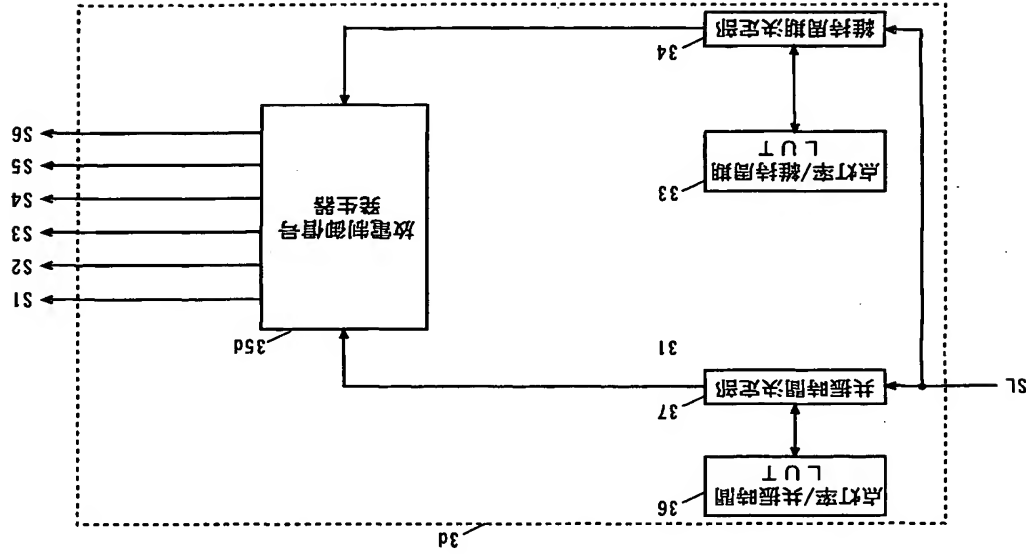 3d
36
点灯率/共振時間
LUT
37
SL
共振時間決定部
31
35d
S1
S2
S3
放電制御信号
発生器
S4
S5
S6
33
点灯率/維持周期
LUT
34
維持周期決定部